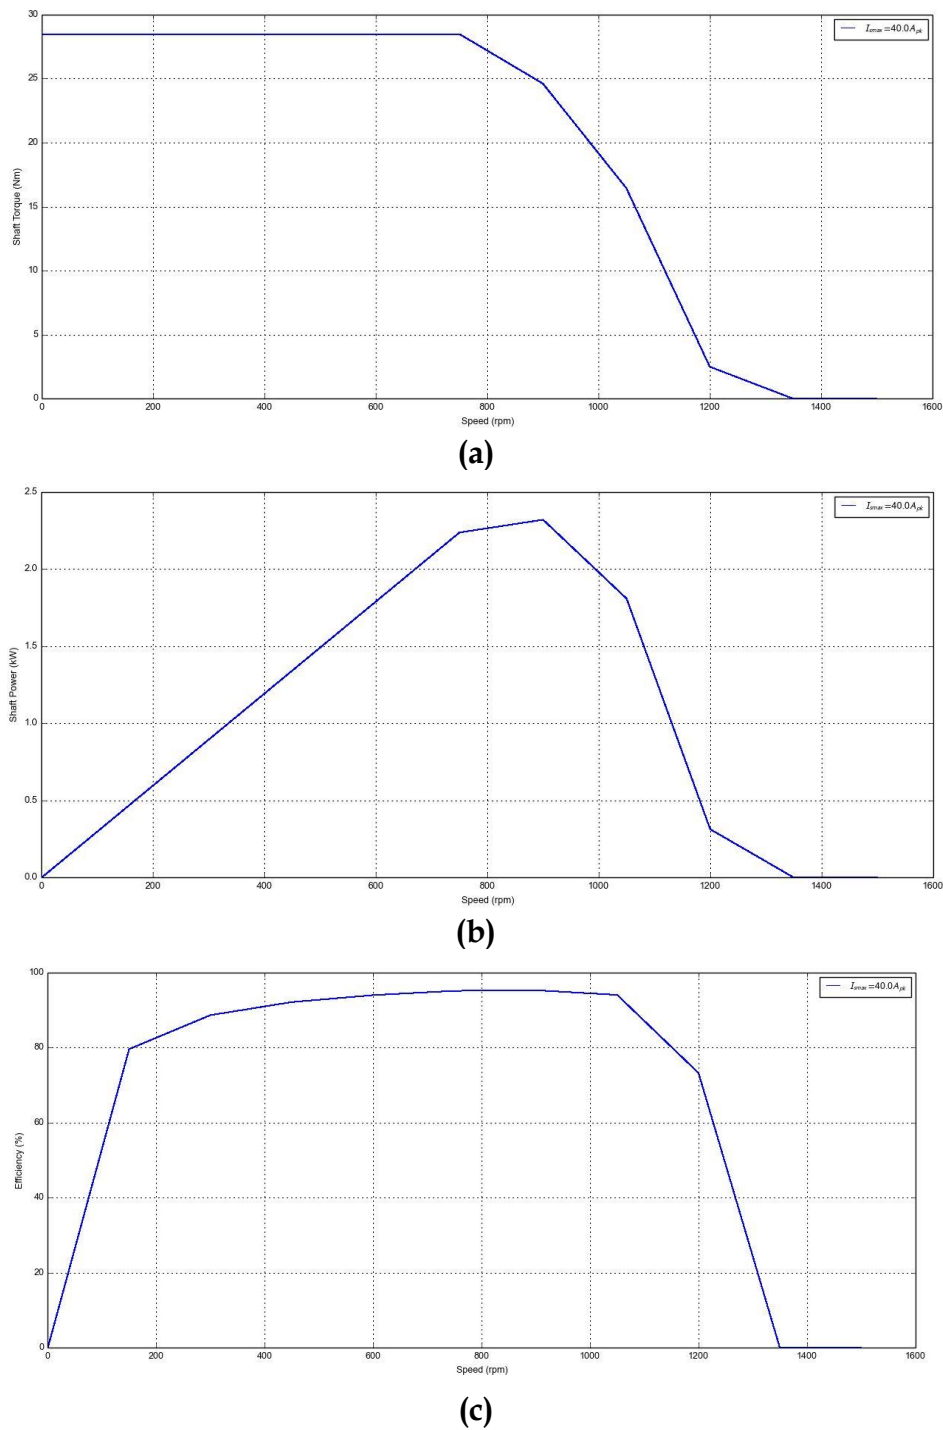 30
25
20
15
10
5
0
Shaft Torque (Nm)
I_smax=40.0A_pk
0 200 400 600 800 1000 1200 1400 1600
Speed (rpm)
(a)
2.5
2.0
1.5
1.0
0.5
0.0
Shaft Power (kW)
I_smax=40.0A_pk
0 200 400 600 800 1000 1200 1400 1600
Speed (rpm)
(b)
100
80
60
40
20
0
Efficiency (%)
I_smax=40.0A_pk
0 200 400 600 800 1000 1200 1400 1600
Speed (rpm)
(c)